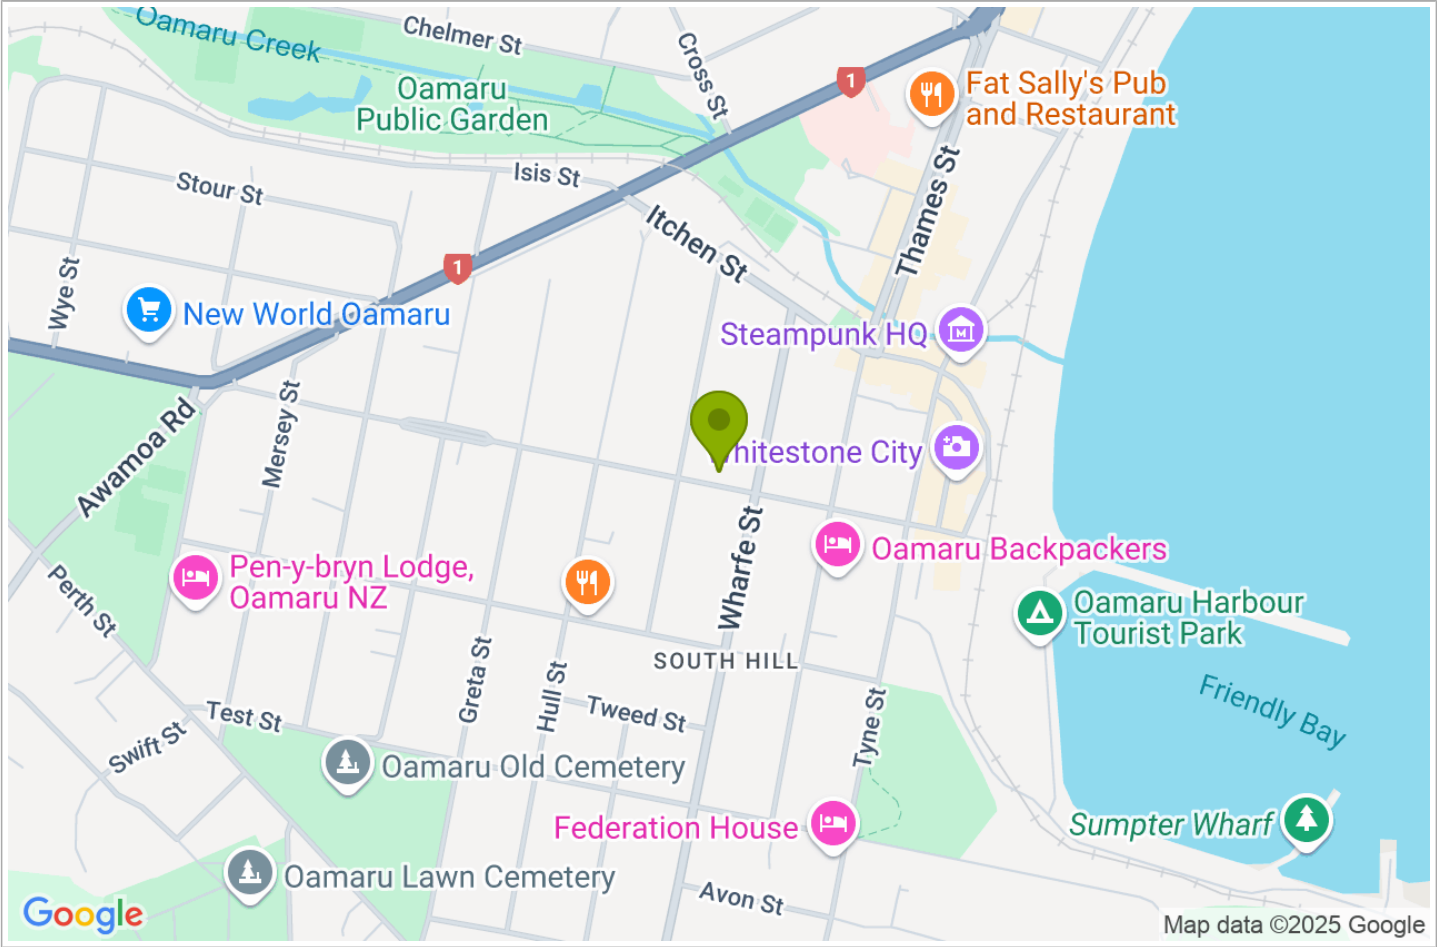 Oamaru Creek
Chelmer St
Cross St
Oamaru
Public Garden
1
Fat Sally's Pub
and Restaurant
Isis St
Stour St
Thames St
Itchen St
1
Wye St
New World Oamaru
Steampunk HQ
M
Mersey St
Awamoa Rd
Whitestone City
Wharfe St
Oamaru Backpackers
Pen-y-bryn Lodge,
Oamaru NZ
Perth St
Oamaru Harbour
Tourist Park
SOUTH HILL
Greta St
Hull St
Friendly Bay
Tweed St
Test St
Tyne St
Swift St
Oamaru Old Cemetery
Federation House
Sumpter Wharf
Oamaru Lawn Cemetery
Avon St
Google
Map data ©2025 Google